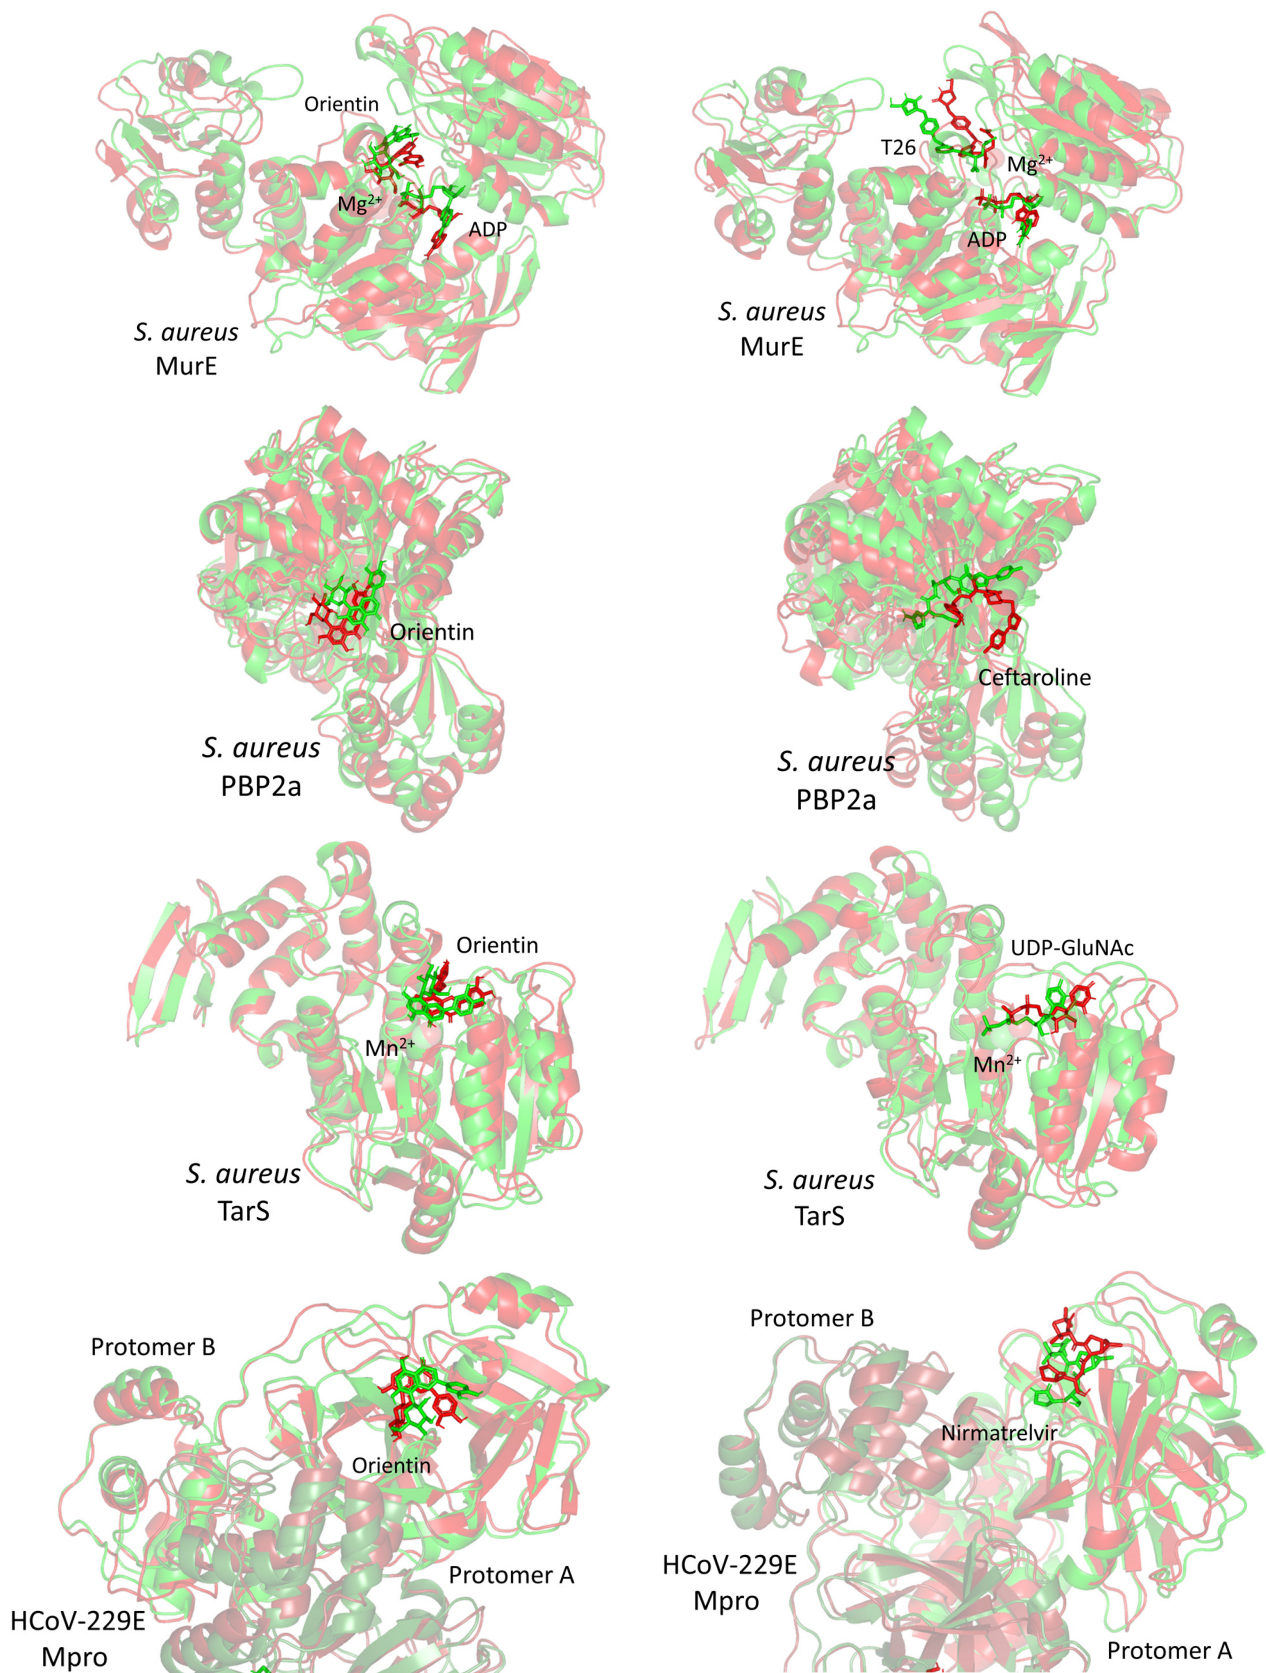 Orientin
Mg²⁺
ADP
S. aureus
MurE
T26
Mg²⁺
ADP
S. aureus
MurE
Orientin
S. aureus
PBP2a
Ceftaroline
S. aureus
PBP2a
Orientin
Mn²⁺
S. aureus
TarS
UDP-GluNAc
Mn²⁺
S. aureus
TarS
Protomer B
Orientin
Protomer A
HCoV-229E
Mpro
Protomer B
Nirmatrelvir
HCoV-229E
Mpro
Protomer A